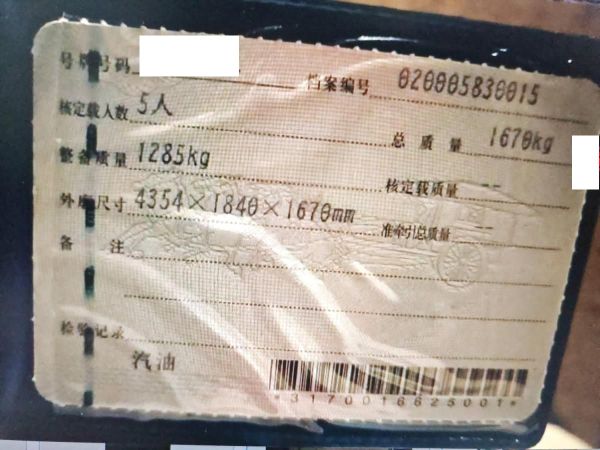 号牌号码
档案编号 020005830015
核定载人数 5人
总质量 1670kg
整备质量 1285kg
核定载质量 --
外廓尺寸 4354×1840×1670mm
准牵引总质量 --
备注
检验记录
汽油
*3170016625001*